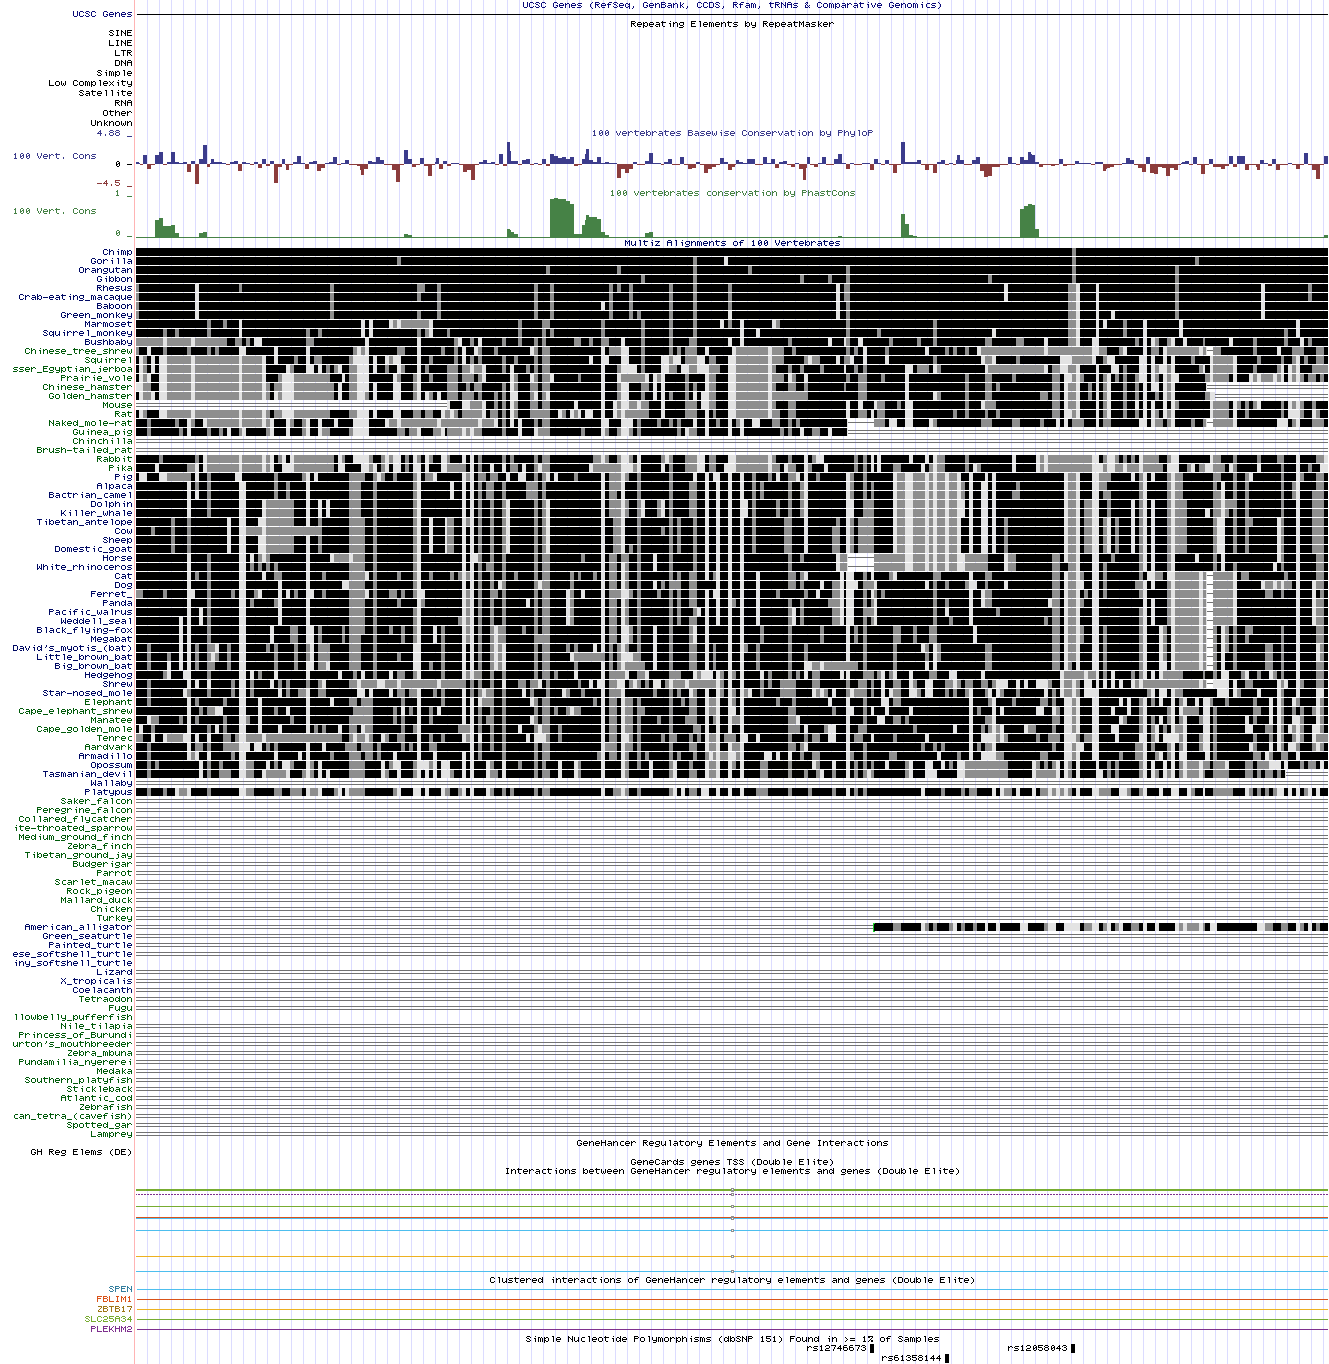 UCSC Genes (RefSeq, GenBank, CCDS, Rfam, tRNAs & Comparative Genomics)
UCSC Genes
Repeating Elements by RepeatMasker
SINE
LINE
LTR
DNA
Simple
Low Complexity
Satellite
RNA
Other
Unknown
4.88 _
100 vertebrates Basewise Conservation by PhyloP
100 Vert. Cons
0 _
-4.5 _
100 vertebrates conservation by PhastCons
1 _
100 Vert. Cons
0 _
Multiz Alignments of 100 Vertebrates
Chimp
Gorilla
Orangutan
Gibbon
Rhesus
Crab-eating_macaque
Baboon
Green_monkey
Marmoset
Squirrel_monkey
Bushbaby
Chinese_tree_shrew
Squirrel
sser_Egyptian_jerboa
Prairie_vole
Chinese_hamster
Golden_hamster
Mouse
Rat
Naked_mole-rat
Guinea_pig
Chinchilla
Brush-tailed_rat
Rabbit
Pika
Pig
Alpaca
Bactrian_camel
Dolphin
Killer_whale
Tibetan_antelope
Cow
Sheep
Domestic_goat
Horse
White_rhinoceros
Cat
Dog
Ferret_
Panda
Pacific_walrus
Weddell_seal
Black_flying-fox
Megabat
David's_myotis_(bat)
Little_brown_bat
Big_brown_bat
Hedgehog
Shrew
Star-nosed_mole
Elephant
Cape_elephant_shrew
Manatee
Cape_golden_mole
Tenrec
Aardvark
Armadillo
Opossum
Tasmanian_devil
Wallaby
Platypus
Saker_falcon
Peregrine_falcon
Collared_flycatcher
ite-throated_sparrow
Medium_ground_finch
Zebra_finch
Tibetan_ground_jay
Budgerigar
Parrot
Scarlet_macaw
Rock_pigeon
Mallard_duck
Chicken
Turkey
American_alligator
Green_seaturtle
Painted_turtle
ese_softshell_turtle
iny_softshell_turtle
Lizard
X_tropicalis
Coelacanth
Tetraodon
Fugu
llowbelly_pufferfish
Nile_tilapia
Princess_of_Burundi
urton's_mouthbreeder
Zebra_mbuna
Pundamilia_nyererei
Medaka
Southern_platyfish
Stickleback
Atlantic_cod
Zebrafish
can_tetra_(cavefish)
Spotted_gar
Lamprey
GeneHancer Regulatory Elements and Gene Interactions
GH Reg Elems (DE)
GeneCards genes TSS (Double Elite)
Interactions between GeneHancer regulatory elements and genes (Double Elite)
Clustered interactions of GeneHancer regulatory elements and genes (Double Elite)
SPEN
FBLIM1
ZBTB17
SLC25A34
PLEKHM2
Simple Nucleotide Polymorphisms (dbSNP 151) Found in >= 1% of Samples
rs12746673 rs12058043
rs61358144